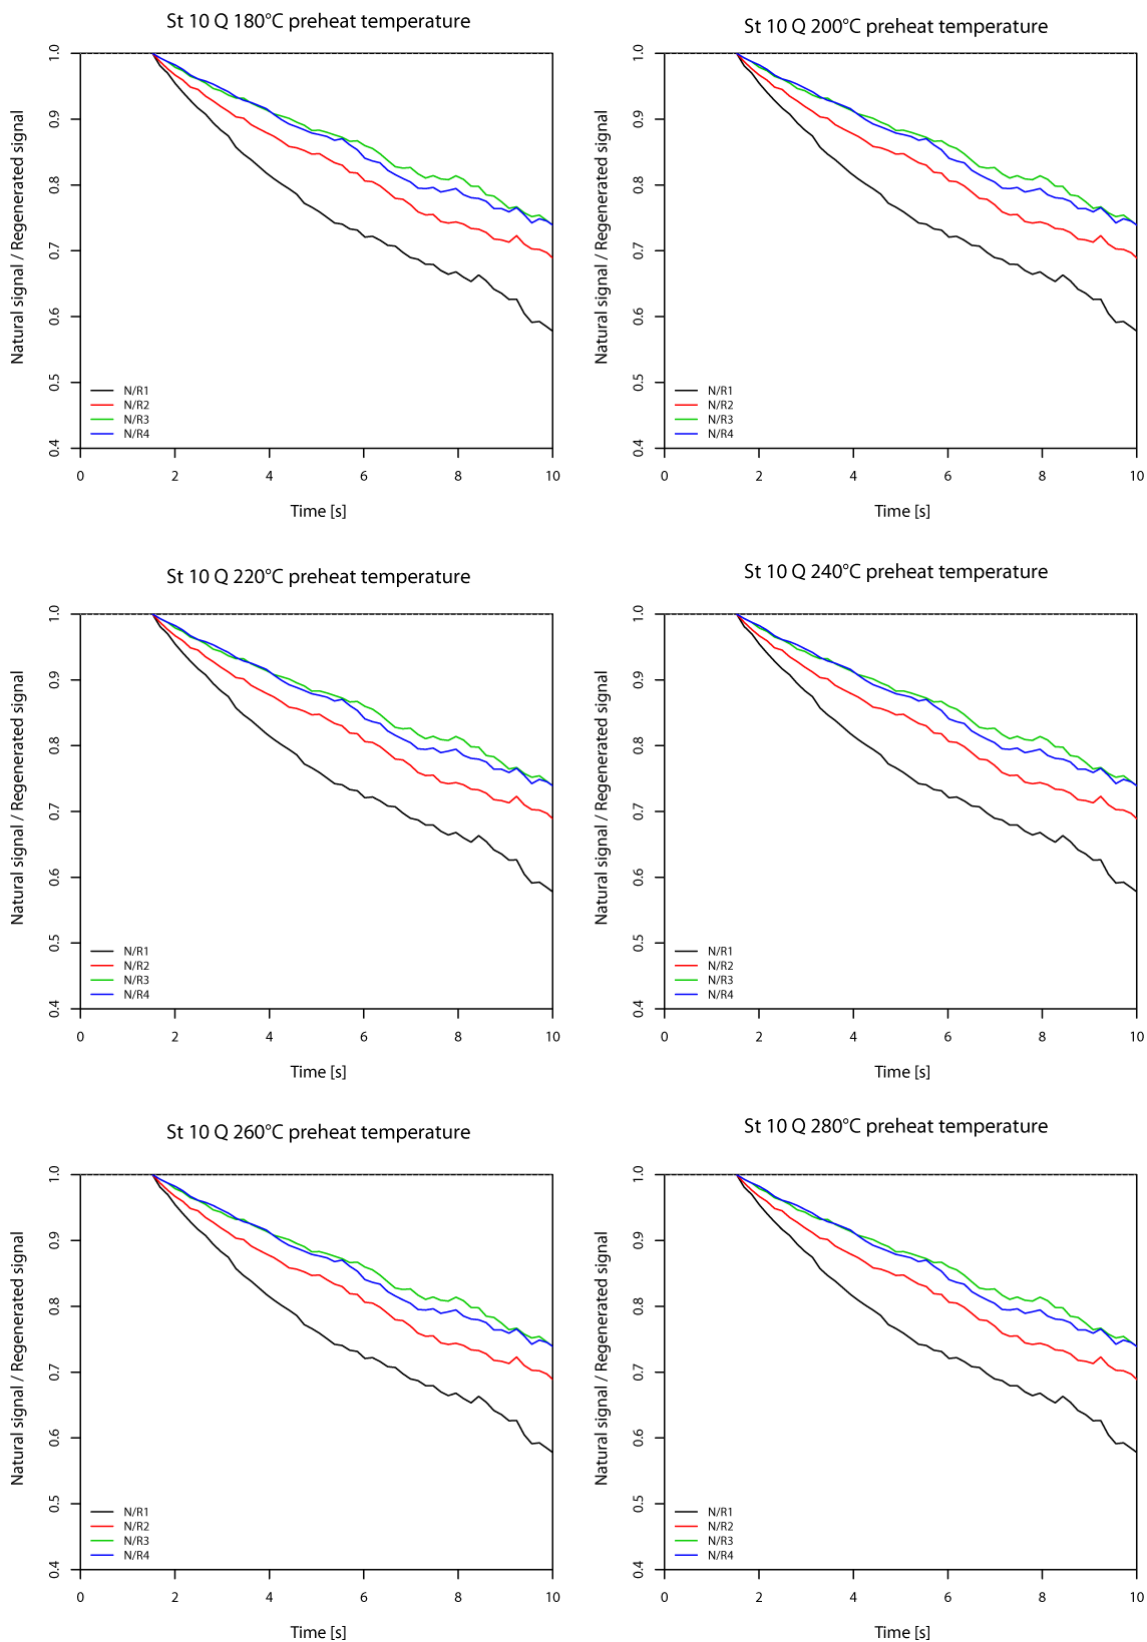 St 10 Q 180°C preheat temperature
Natural signal / Regenerated signal
1.0
0.9
0.8
0.7
0.6
0.5
0.4
N/R1
N/R2
N/R3
N/R4
0 2 4 6 8 10
Time [s]
St 10 Q 200°C preheat temperature
Natural signal / Regenerated signal
1.0
0.9
0.8
0.7
0.6
0.5
0.4
N/R1
N/R2
N/R3
N/R4
0 2 4 6 8 10
Time [s]
St 10 Q 220°C preheat temperature
Natural signal / Regenerated signal
1.0
0.9
0.8
0.7
0.6
0.5
0.4
N/R1
N/R2
N/R3
N/R4
0 2 4 6 8 10
Time [s]
St 10 Q 240°C preheat temperature
Natural signal / Regenerated signal
1.0
0.9
0.8
0.7
0.6
0.5
0.4
N/R1
N/R2
N/R3
N/R4
0 2 4 6 8 10
Time [s]
St 10 Q 260°C preheat temperature
Natural signal / Regenerated signal
1.0
0.9
0.8
0.7
0.6
0.5
0.4
N/R1
N/R2
N/R3
N/R4
0 2 4 6 8 10
Time [s]
St 10 Q 280°C preheat temperature
Natural signal / Regenerated signal
1.0
0.9
0.8
0.7
0.6
0.5
0.4
N/R1
N/R2
N/R3
N/R4
0 2 4 6 8 10
Time [s]